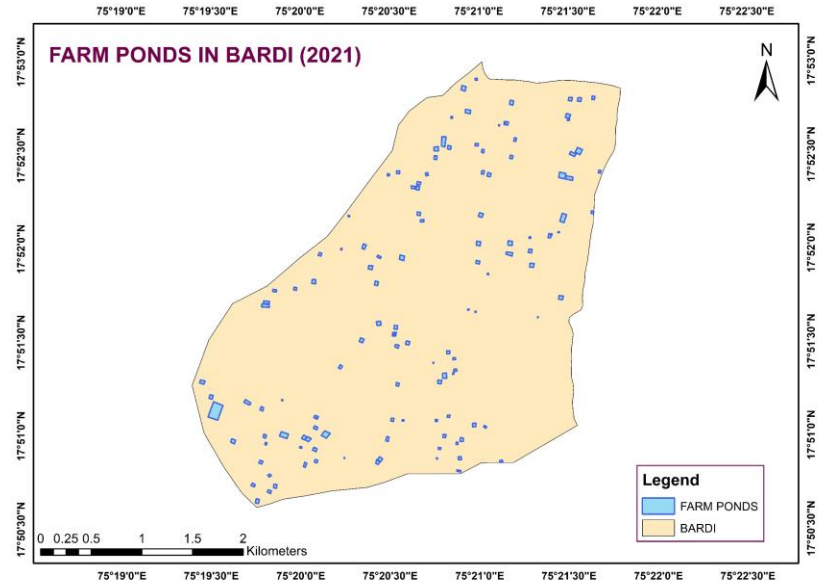 75°19'0"E 75°19'30"E 75°20'0"E 75°20'30"E 75°21'0"E 75°21'30"E 75°22'0"E 75°22'30"E
FARM PONDS IN BARDI (2021)
N
17°53'0"N 17°53'0"N
17°52'30"N 17°52'30"N
17°52'0"N 17°52'0"N
17°51'30"N 17°51'30"N
17°51'0"N 17°51'0"N
17°50'30"N 17°50'30"N
Legend
FARM PONDS
BARDI
0 0.25 0.5 1 1.5 2
Kilometers
75°19'0"E 75°19'30"E 75°20'0"E 75°20'30"E 75°21'0"E 75°21'30"E 75°22'0"E 75°22'30"E